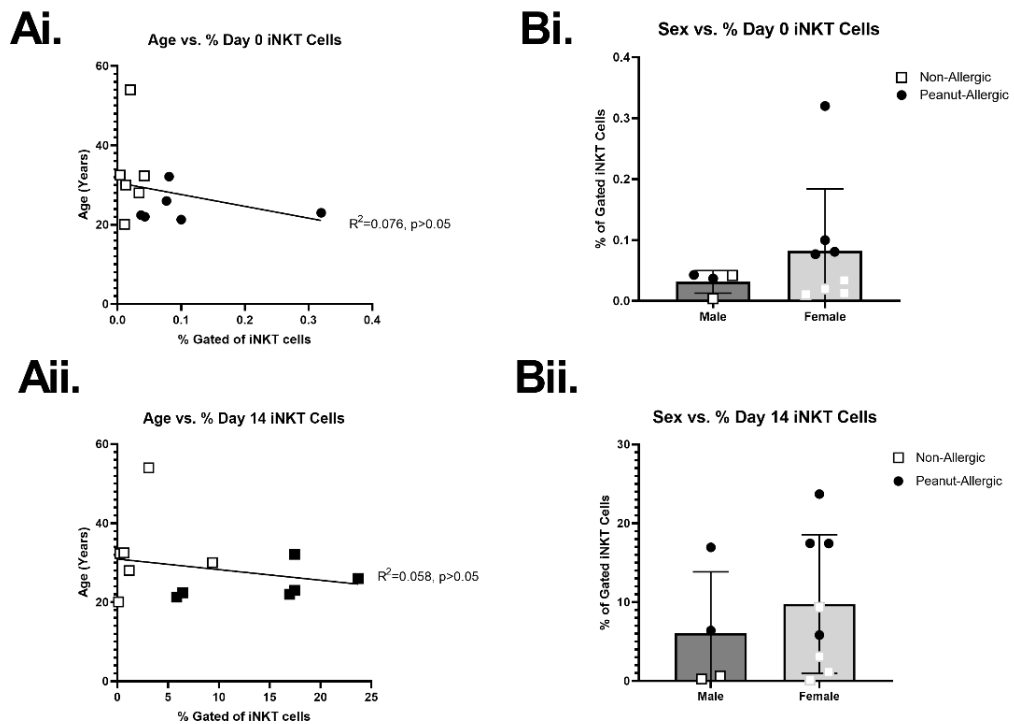 Ai.
Age vs. % Day 0 iNKT Cells
60
40
20
0
Age (Years)
R²=0.076, p>0.05
0.0 0.1 0.2 0.3 0.4
% Gated of iNKT cells
Bi.
Sex vs. % Day 0 iNKT Cells
0.4
0.3
0.2
0.1
0.0
% of Gated iNKT Cells
Male Female
Non-Allergic
Peanut-Allergic
Aii.
Age vs. % Day 14 iNKT Cells
60
40
20
0
Age (Years)
R²=0.058, p>0.05
0 5 10 15 20 25
% Gated of iNKT cells
Bii.
Sex vs. % Day 14 iNKT Cells
30
20
10
0
% of Gated iNKT Cells
Male Female
Non-Allergic
Peanut-Allergic